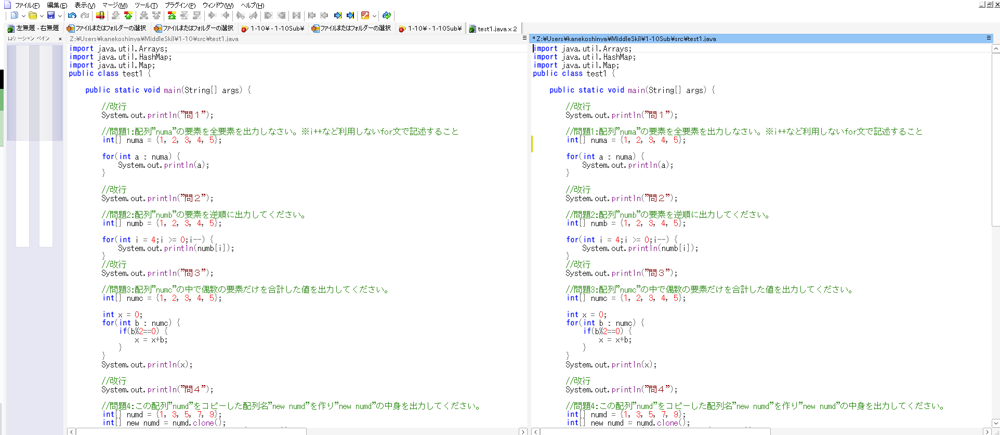 ファイル(F) 編集(E) 表示(V) マージ(M) ツール(T) プラグイン(P) ウィンドウ(W) ヘルプ(H)
左無題 - 右無題 ファイルまたはフォルダーの選択 ファイルまたはフォルダーの選択 1-10¥ - 1-10Sub¥ ファイルまたはフォルダーの選択 1-10¥ - 1-10Sub¥ test1.java x 2
ロケーション ペイン ×
Z:¥Users¥kanekoshinya¥MiddleSkil¥1-10¥src¥test1.java
import java.util.Arrays;
import java.util.HashMap;
import java.util.Map;
public class test1 {
public static void main(String[] args) {
//改行
System.out.println("問１");
//問題1:配列"numa"の要素を全要素を出力しなさい。※i++など利用しないfor文で記述すること
int[] numa = {1, 2, 3, 4, 5};
for(int a : numa) {
System.out.println(a);
}
//改行
System.out.println("問２");
//問題2:配列"numb"の要素を逆順に出力してください。
int[] numb = {1, 2, 3, 4, 5};
for(int i = 4;i >= 0;i--) {
System.out.println(numb[i]);
}
//改行
System.out.println("問３");
//問題3:配列"numc"の中で偶数の要素だけを合計した値を出力してください。
int[] numc = {1, 2, 3, 4, 5};
int x = 0;
for(int b : numc) {
if(b%2==0) {
x = x+b;
}
}
System.out.println(x);
//改行
System.out.println("問４");
//問題4:この配列"numd"をコピーした配列名"new numd"を作り"new numd"の中身を出力してください。
int[] numd = {1, 3, 5, 7, 9};
int[] new numd = numd.clone();
*Z:¥Users¥kanekoshinya¥MiddleSkil¥1-10Sub¥src¥test1.java
import java.util.Arrays;
import java.util.HashMap;
import java.util.Map;
public class test1 {
public static void main(String[] args) {
//改行
System.out.println("問１");
//問題1:配列"numa"の要素を全要素を出力しなさい。※i++など利用しないfor文で記述すること
int[] numa = {1, 2, 3, 4, 5};
for(int a : numa) {
System.out.println(a);
}
//改行
System.out.println("問２");
//問題2:配列"numb"の要素を逆順に出力してください。
int[] numb = {1, 2, 3, 4, 5};
for(int i = 4;i >= 0;i--) {
System.out.println(numb[i]);
}
//改行
System.out.println("問３");
//問題3:配列"numc"の中で偶数の要素だけを合計した値を出力してください。
int[] numc = {1, 2, 3, 4, 5};
int x = 0;
for(int b : numc) {
if(b%2==0) {
x = x+b;
}
}
System.out.println(x);
//改行
System.out.println("問４");
//問題4:この配列"numd"をコピーした配列名"new numd"を作り"new numd"の中身を出力してください。
int[] numd = {1, 3, 5, 7, 9};
int[] new numd = numd.clone();